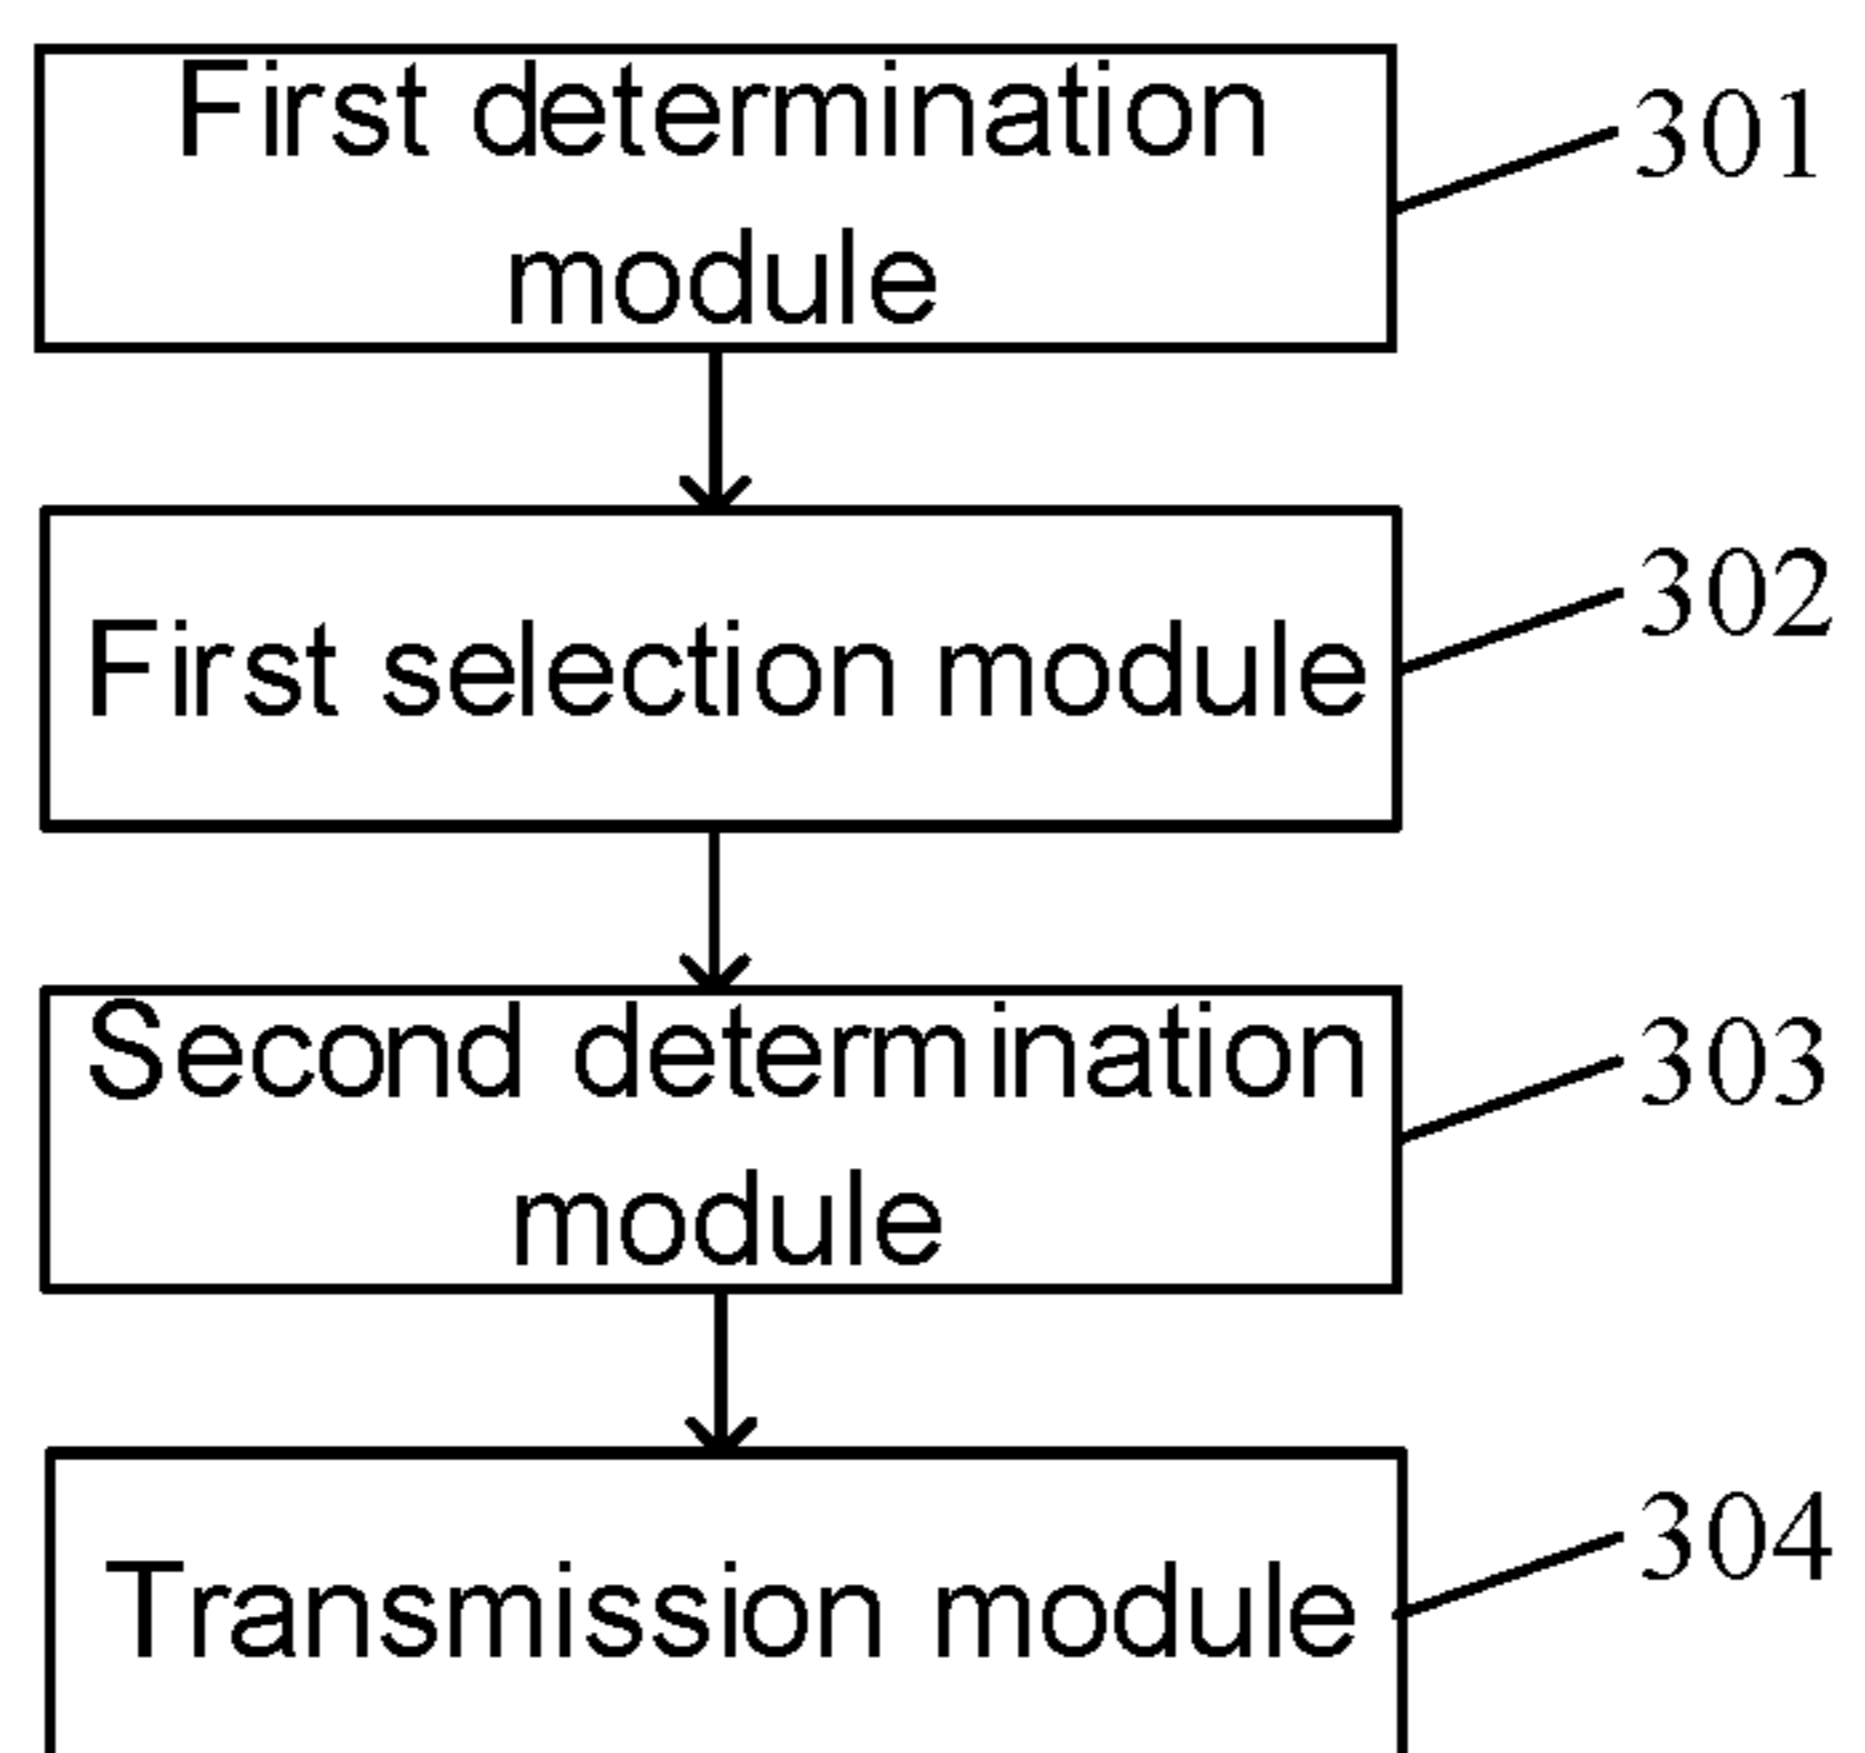 First determination
module
301
First selection module
302
Second determination
module
303
Transmission module
304